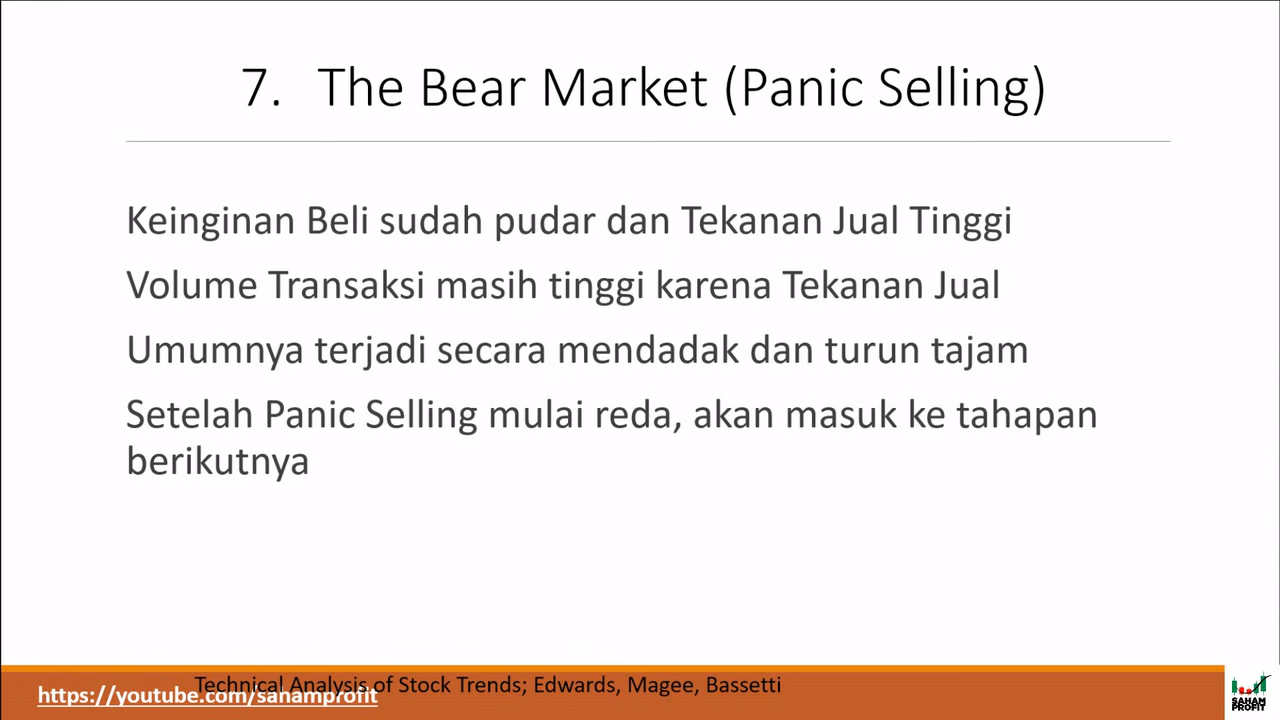 7. The Bear Market (Panic Selling)
Keinginan Beli sudah pudar dan Tekanan Jual Tinggi
Volume Transaksi masih tinggi karena Tekanan Jual
Umumnya terjadi secara mendadak dan turun tajam
Setelah Panic Selling mulai reda, akan masuk ke tahapan
berikutnya
Technical Analysis of Stock Trends; Edwards, Magee, Bassetti
https://youtube.com/sahamprofit
SAHAM
PROFIT